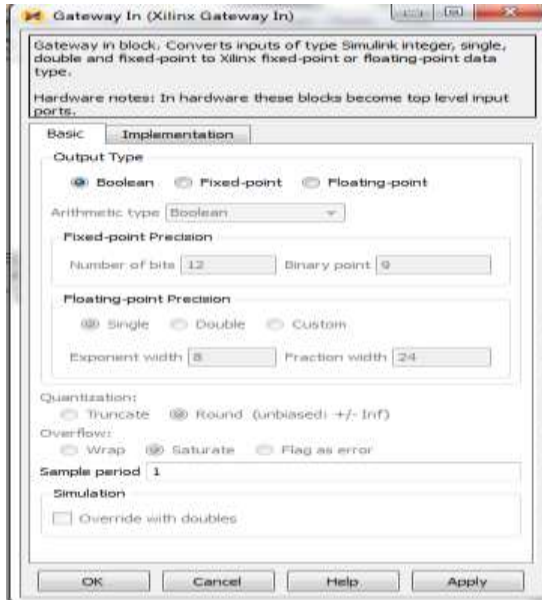 Gateway In (Xilinx Gateway In)
Gateway in block. Converts inputs of type Simulink integer, single,
double and fixed-point to Xilinx fixed-point or floating-point data
type.
Hardware notes: In hardware these blocks become top level input
ports.
Basic Implementation
Output Type
Boolean Fixed-point Floating-point
Arithmetic type Boolean
Fixed-point Precision
Number of bits 12 Binary point 9
Floating-point Precision
Single Double Custom
Exponent width 8 Fraction width 24
Quantization:
Truncate Round (unbiased: +/- Inf)
Overflow:
Wrap Saturate Flag as error
Sample period 1
Simulation
Override with doubles
OK Cancel Help Apply